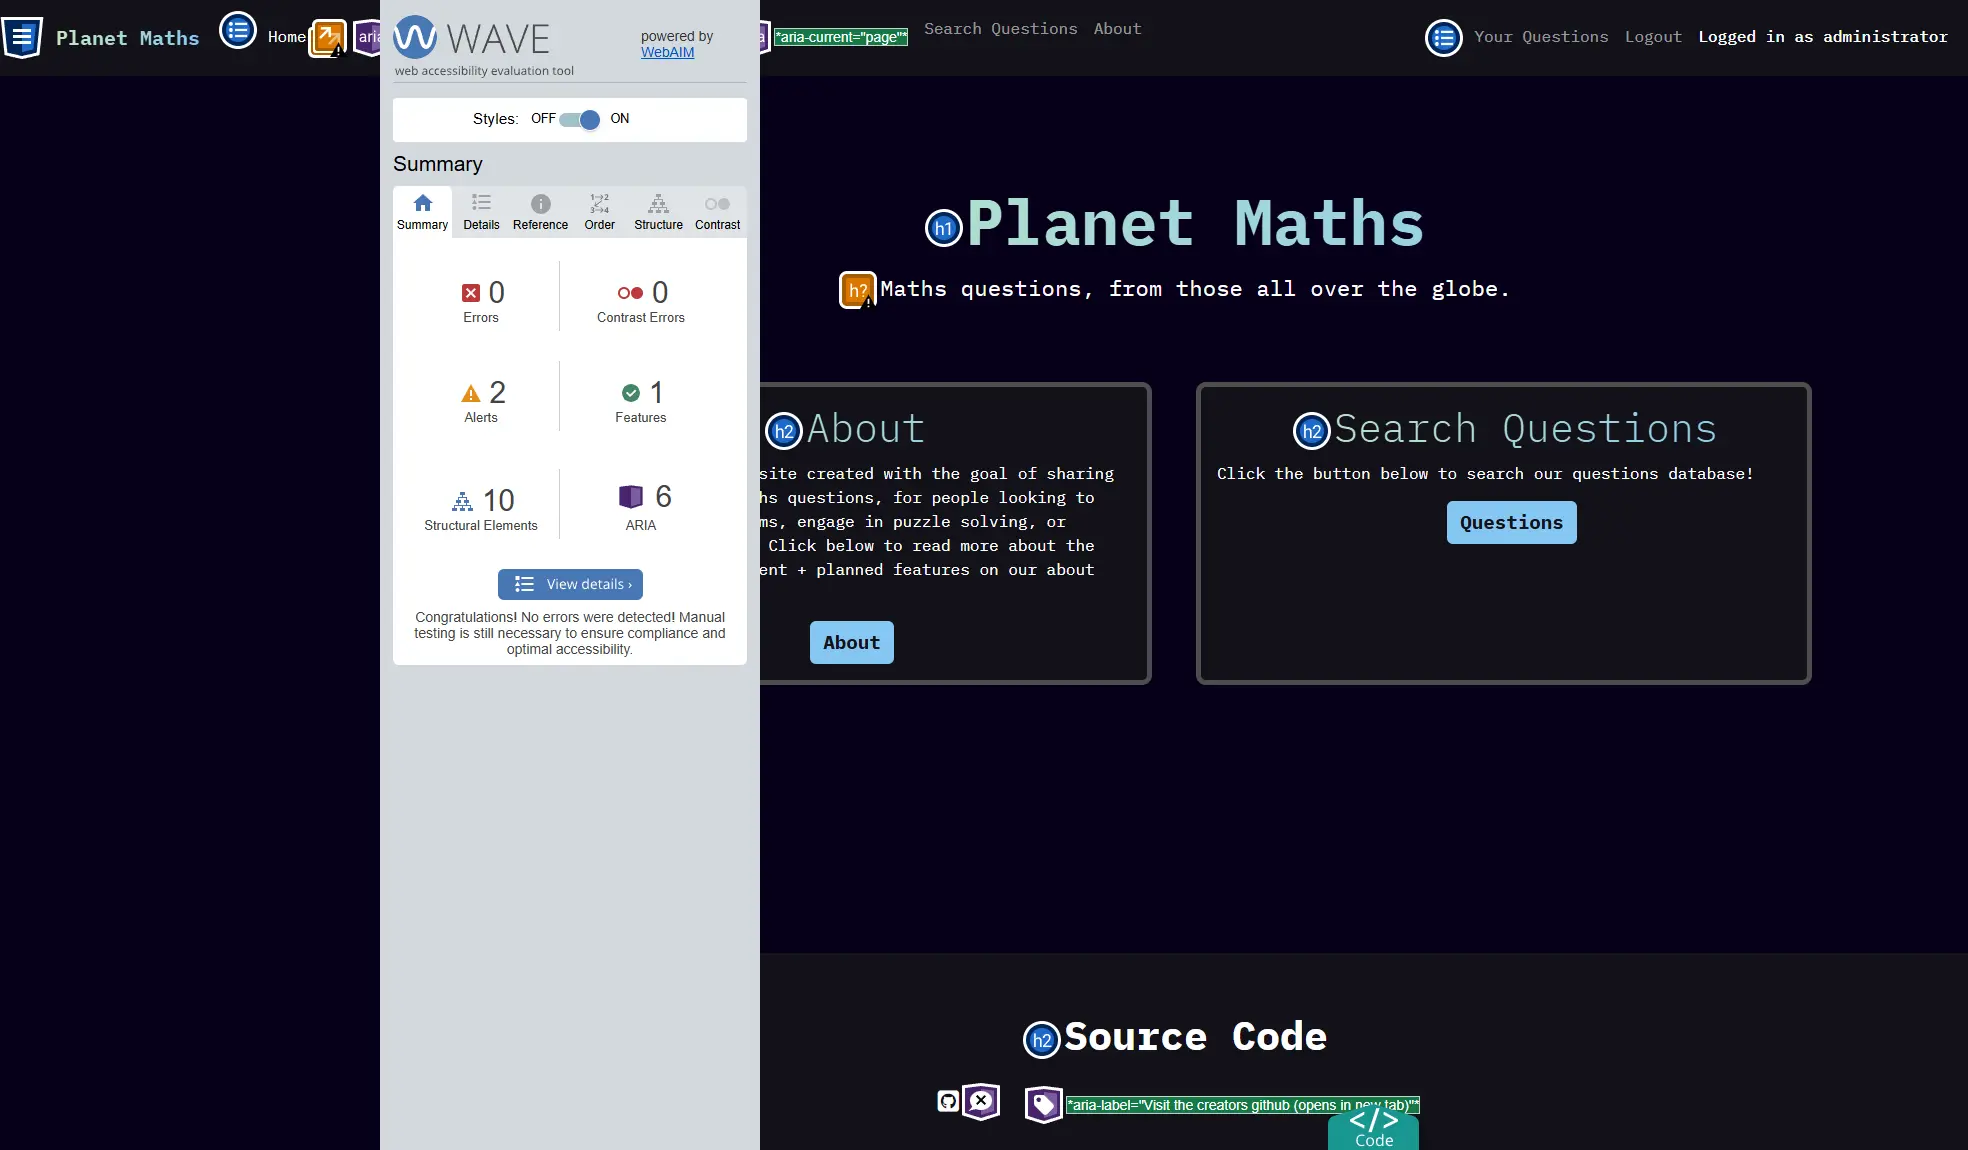 Planet Maths
Home
aria
WAVE
web accessibility evaluation tool
powered by
WebAIM
*aria-current="page"*
Search Questions
About
Your Questions
Logout
Logged in as administrator
Styles: OFF ON
Summary
Summary
Details
Reference
1→2
3→4
Order
Structure
Contrast
0
Errors
0
Contrast Errors
2
Alerts
1
Features
10
Structural Elements
6
ARIA
View details ›
Congratulations! No errors were detected! Manual
testing is still necessary to ensure compliance and
optimal accessibility.
h1 Planet Maths
h? Maths questions, from those all over the globe.
h2 About
site created with the goal of sharing
hs questions, for people looking to
ms, engage in puzzle solving, or
Click below to read more about the
ent + planned features on our about
About
h2 Search Questions
Click the button below to search our questions database!
Questions
h2 Source Code
*aria-label="Visit the creators github (opens in new tab)"*
</>
Code